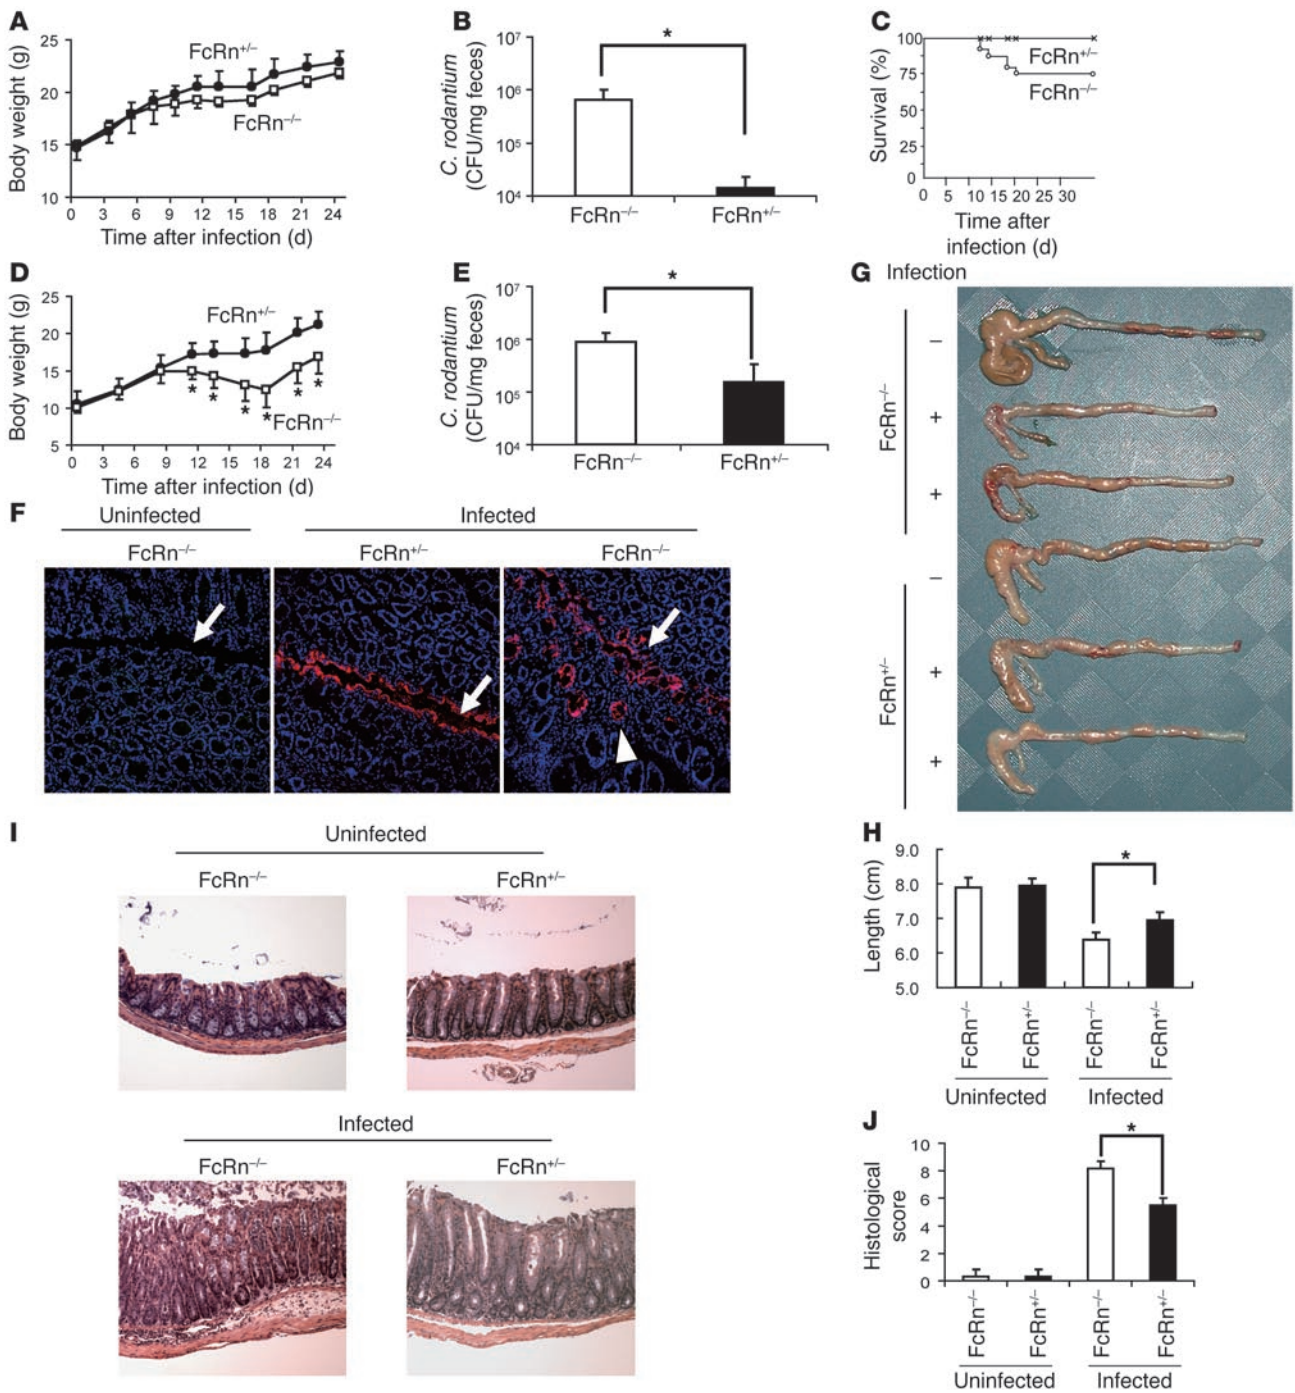 A
Body weight (g)
25
20
15
10
FcRn+/–
FcRn–/–
0 3 6 9 12 15 18 21 24
Time after infection (d)
B
C. rodantium
(CFU/mg feces)
10⁷
10⁶
10⁵
10⁴
*
FcRn–/– FcRn+/–
C
Survival (%)
100
75
50
25
0
FcRn+/–
FcRn–/–
0 5 10 15 20 25 30
Time after
infection (d)
D
Body weight (g)
25
20
15
10
5
FcRn+/–
* * * * * *
FcRn–/–
0 3 6 9 12 15 18 21 24
Time after infection (d)
E
C. rodantium
(CFU/mg feces)
10⁷
10⁶
10⁵
10⁴
*
FcRn–/– FcRn+/–
F
Uninfected Infected
FcRn–/– FcRn+/– FcRn–/–
G Infection
FcRn–/–
–
+
+
FcRn+/–
–
+
+
H
Length (cm)
9.0
8.0
7.0
6.0
5.0
*
FcRn–/– FcRn+/– FcRn–/– FcRn+/–
Uninfected Infected
I
Uninfected
FcRn–/– FcRn+/–
Infected
FcRn–/– FcRn+/–
J
Histological
score
10
8
6
4
2
0
*
FcRn–/– FcRn+/– FcRn–/– FcRn+/–
Uninfected Infected